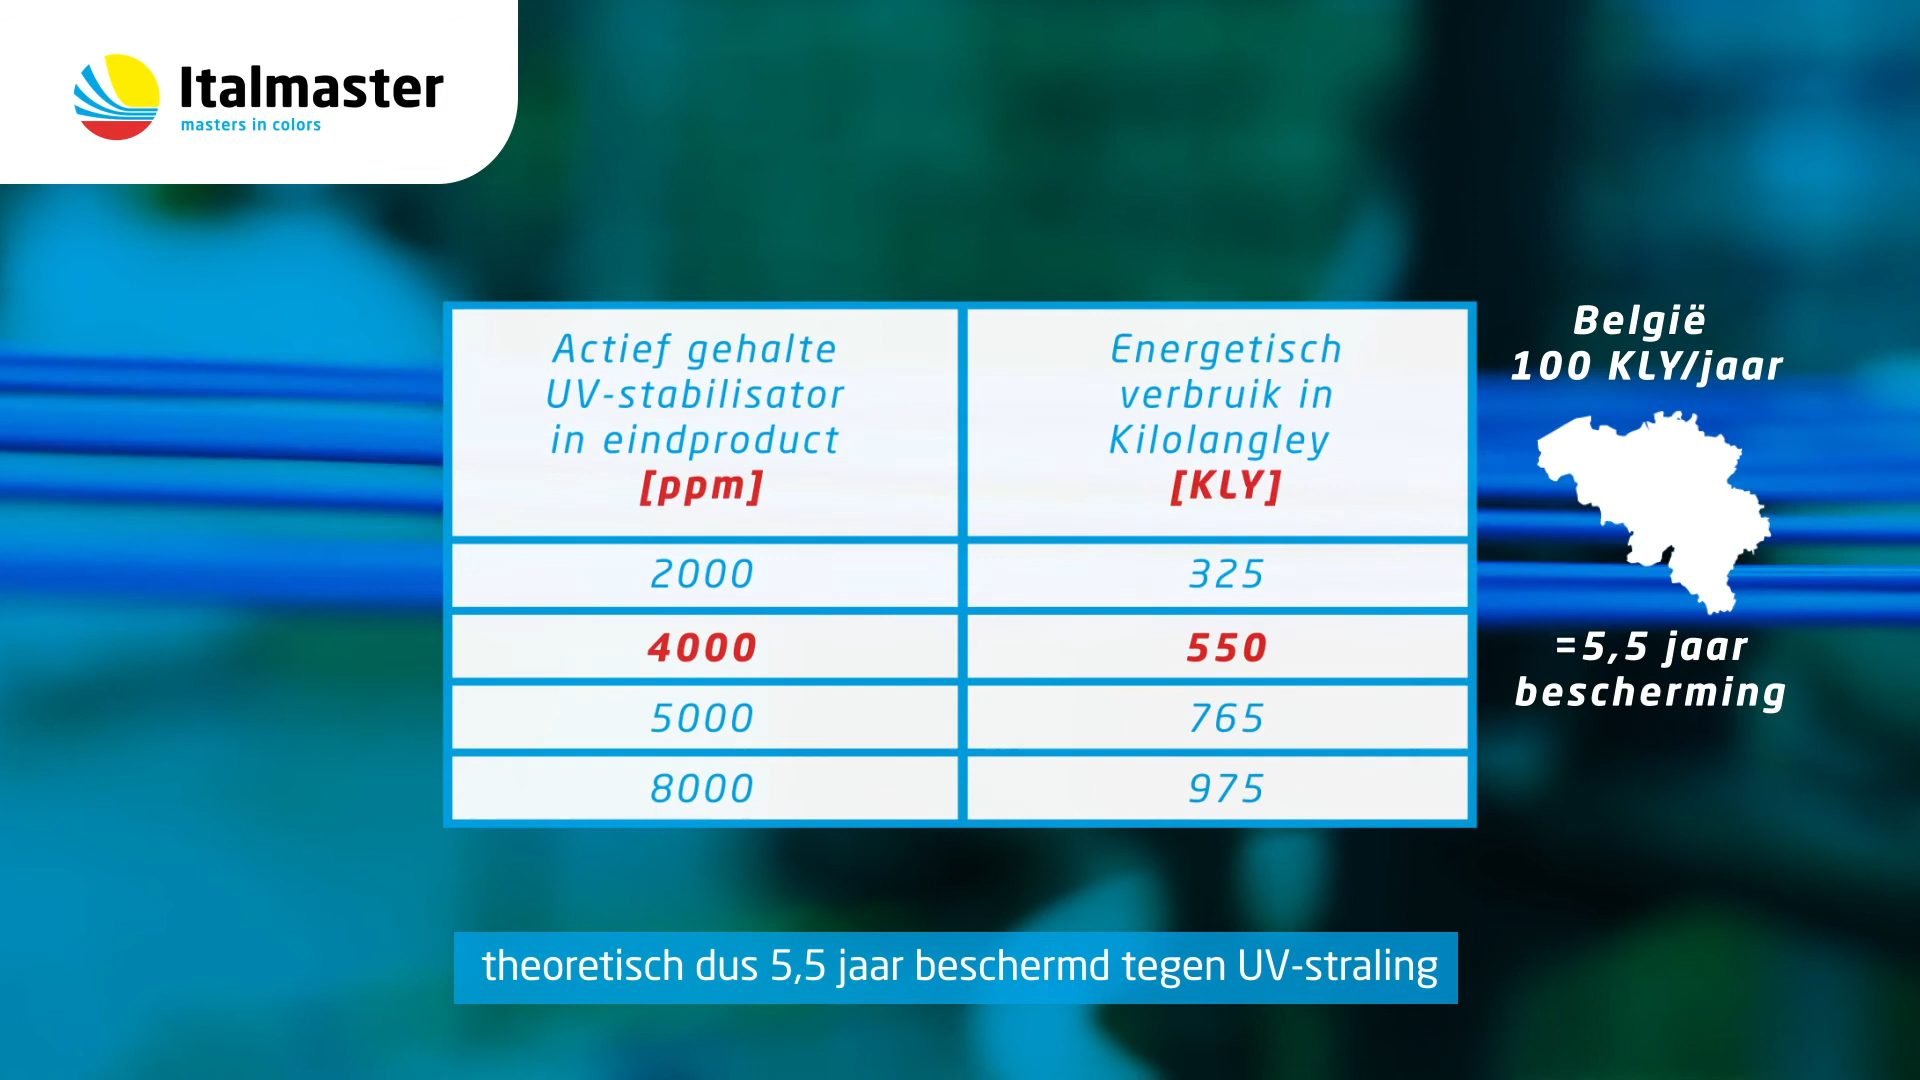 Italmaster
masters in colors
Actief gehalte
UV-stabilisator
in eindproduct
[ppm]
Energetisch
verbruik in
Kilolangley
[KLY]
2000
325
4000
550
5000
765
8000
975
België
100 KLY/jaar
=5,5 jaar
bescherming
theoretisch dus 5,5 jaar beschermd tegen UV-straling